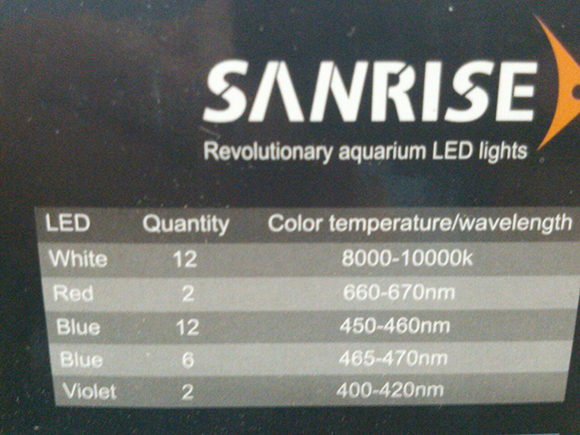 SANRISE
Revolutionary aquarium LED lights
LED Quantity Color temperature/wavelength
White 12 8000-10000k
Red 2 660-670nm
Blue 12 450-460nm
Blue 6 465-470nm
Violet 2 400-420nm